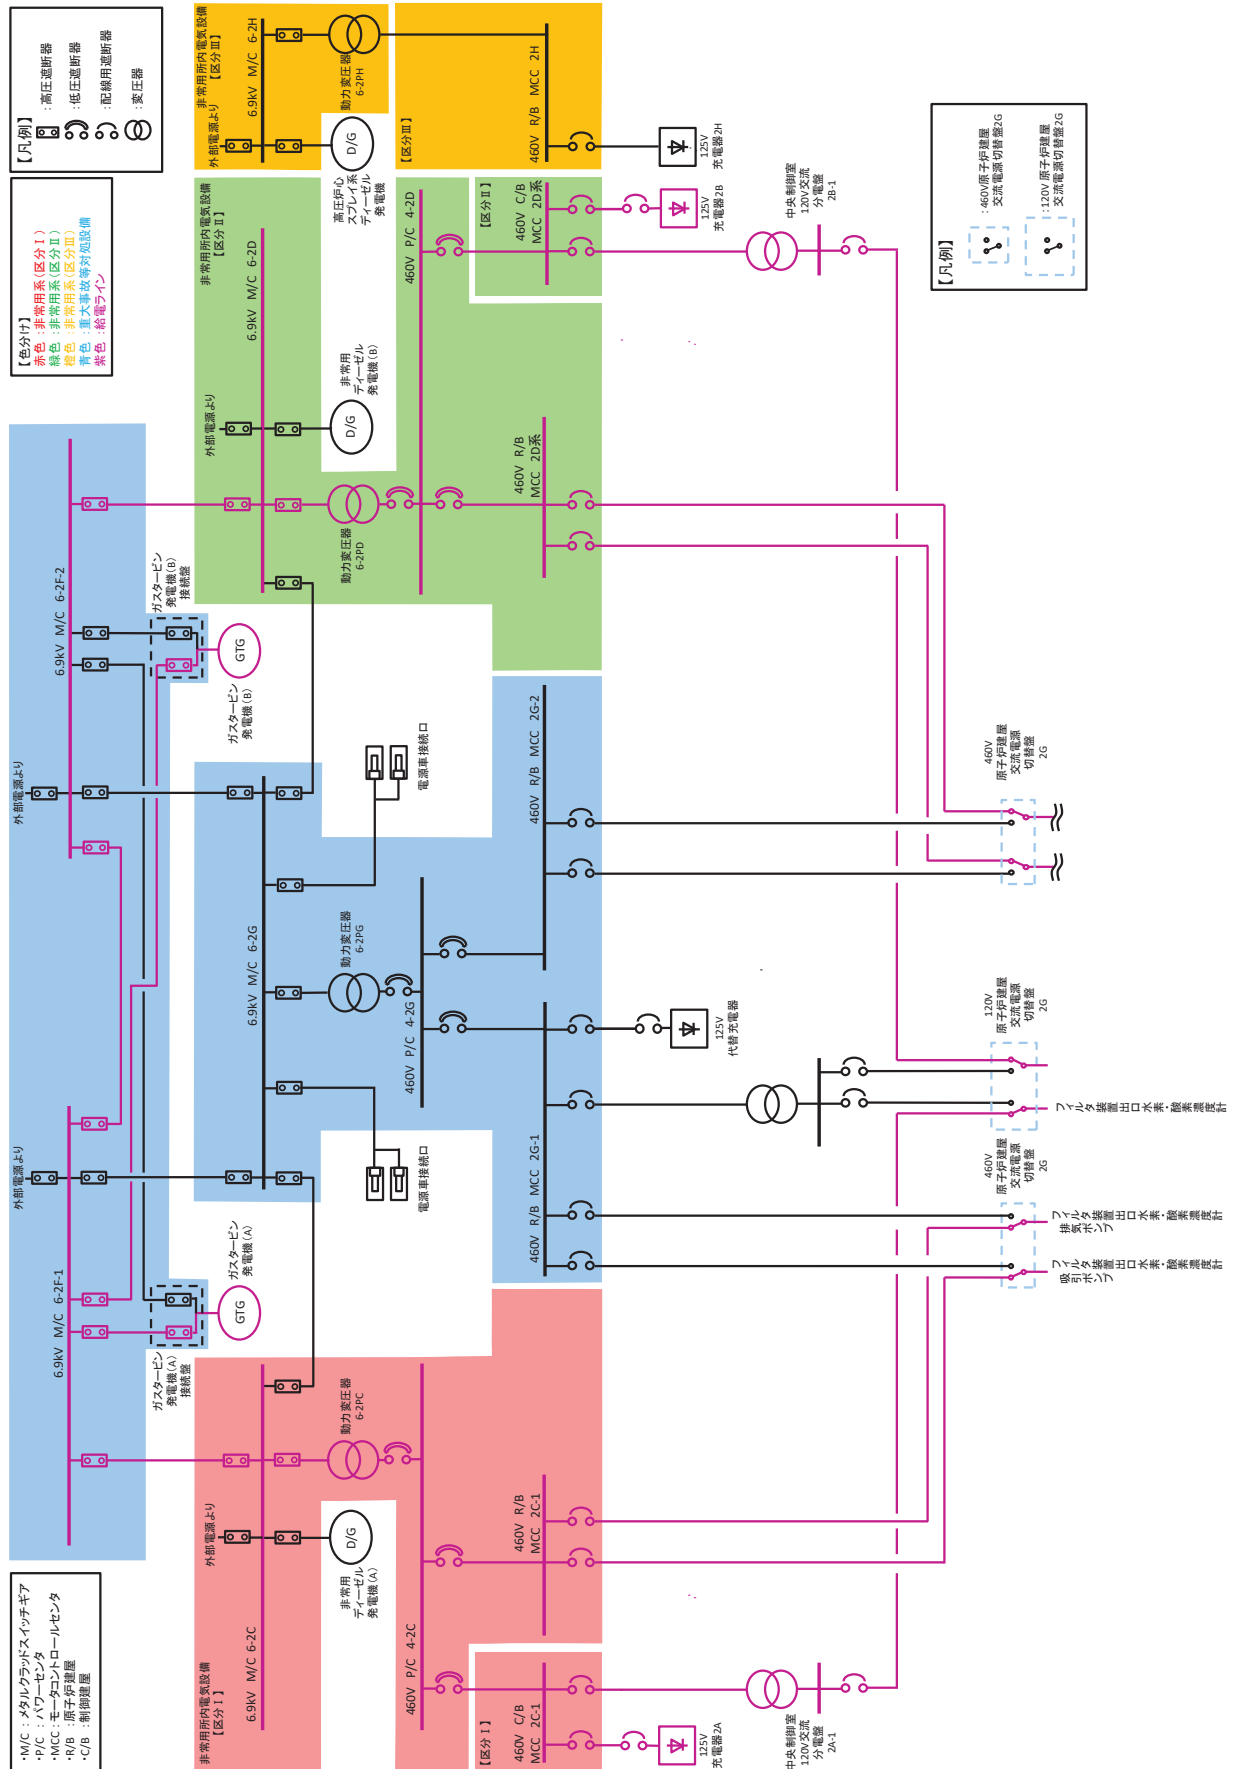 ・M/C：メタルクラッドスイッチギア
・P/C：パワーセンタ
・MCC：モータコントロールセンタ
・R/B：原子炉建屋
・C/B：制御建屋
【色分け】
赤色：非常用系(区分Ⅰ)
緑色：非常用系(区分Ⅱ)
橙色：非常用系(区分Ⅲ)
青色：重大事故等対処設備
紫色：給電ライン
【凡例】
：高圧遮断器
：低圧遮断器
：配線用遮断器
：変圧器
外部電源より
外部電源より
6.9kV M/C 6-2F-1
6.9kV M/C 6-2F-2
ガスタービン
発電機(A)
接続盤
ガスタービン
発電機(B)
接続盤
GTG
ガスタービン
発電機(A)
GTG
ガスタービン
発電機(B)
非常用所内電気設備
【区分Ⅰ】
外部電源より
6.9kV M/C 6-2C
D/G
非常用
ディーゼル
発電機(A)
動力変圧器
6-2PC
460V P/C 4-2C
【区分Ⅰ】
460V C/B
MCC 2C-1
460V R/B
MCC 2C-1
6.9kV M/C 6-2G
電源車接続口
動力変圧器
6-2PG
電源車接続口
460V P/C 4-2G
460V R/B MCC 2G-1
460V R/B MCC 2G-2
非常用所内電気設備
【区分Ⅱ】
外部電源より
6.9kV M/C 6-2D
D/G
非常用
ディーゼル
発電機(B)
動力変圧器
6-2PD
460V P/C 4-2D
460V R/B
MCC 2D系
【区分Ⅱ】
460V C/B
MCC 2D系
非常用所内電気設備
【区分Ⅲ】
外部電源より
6.9kV M/C 6-2H
D/G
高圧炉心
スプレイ系
ディーゼル
発電機
動力変圧器
6-2PH
【区分Ⅲ】
460V R/B MCC 2H
125V
充電器2A
中央制御室
120V交流
分電盤
2A-1
125V
代替充電器
125V
充電器2B
125V
充電器2H
中央制御室
120V交流
分電盤
2B-1
460V
原子炉建屋
交流電源
切替盤
2G
120V
原子炉建屋
交流電源
切替盤
2G
460V
原子炉建屋
交流電源
切替盤
2G
フィルタ装置出口水素・酸素濃度計
吸引ポンプ
フィルタ装置出口水素・酸素濃度計
排気ポンプ
フィルタ装置出口水素・酸素濃度計
【凡例】
：460V原子炉建屋
交流電源切替盤2G
：120V原子炉建屋
交流電源切替盤2G